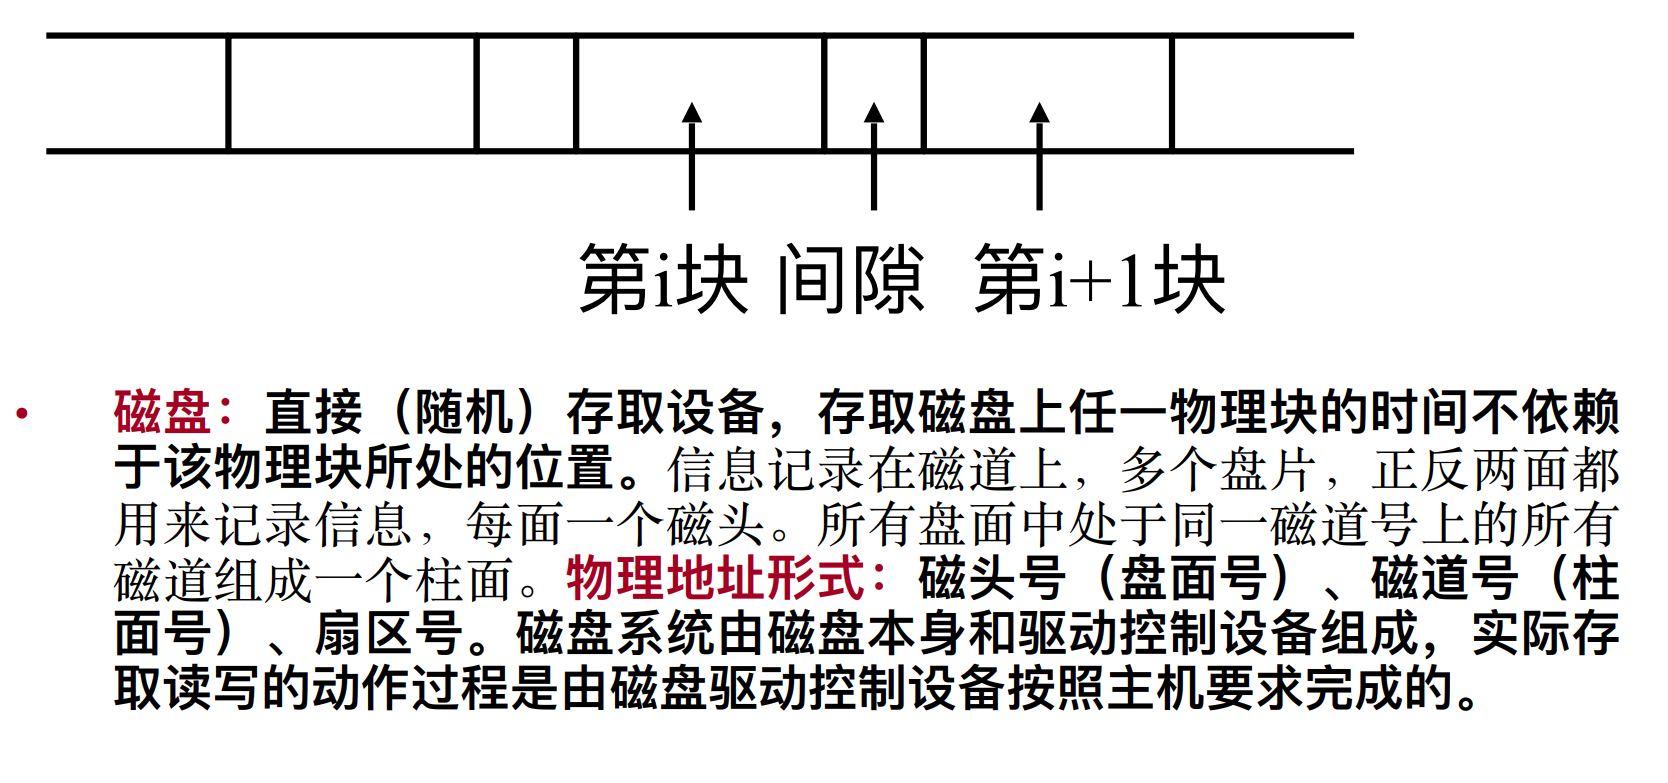 第i块 间隙 第i+1块
• 磁盘：直接（随机）存取设备，存取磁盘上任一物理块的时间不依赖
于该物理块所处的位置。信息记录在磁道上，多个盘片，正反两面都
用来记录信息，每面一个磁头。所有盘面中处于同一磁道号上的所有
磁道组成一个柱面。物理地址形式：磁头号（盘面号）、磁道号（柱
面号）、扇区号。磁盘系统由磁盘本身和驱动控制设备组成，实际存
取读写的动作过程是由磁盘驱动控制设备按照主机要求完成的。